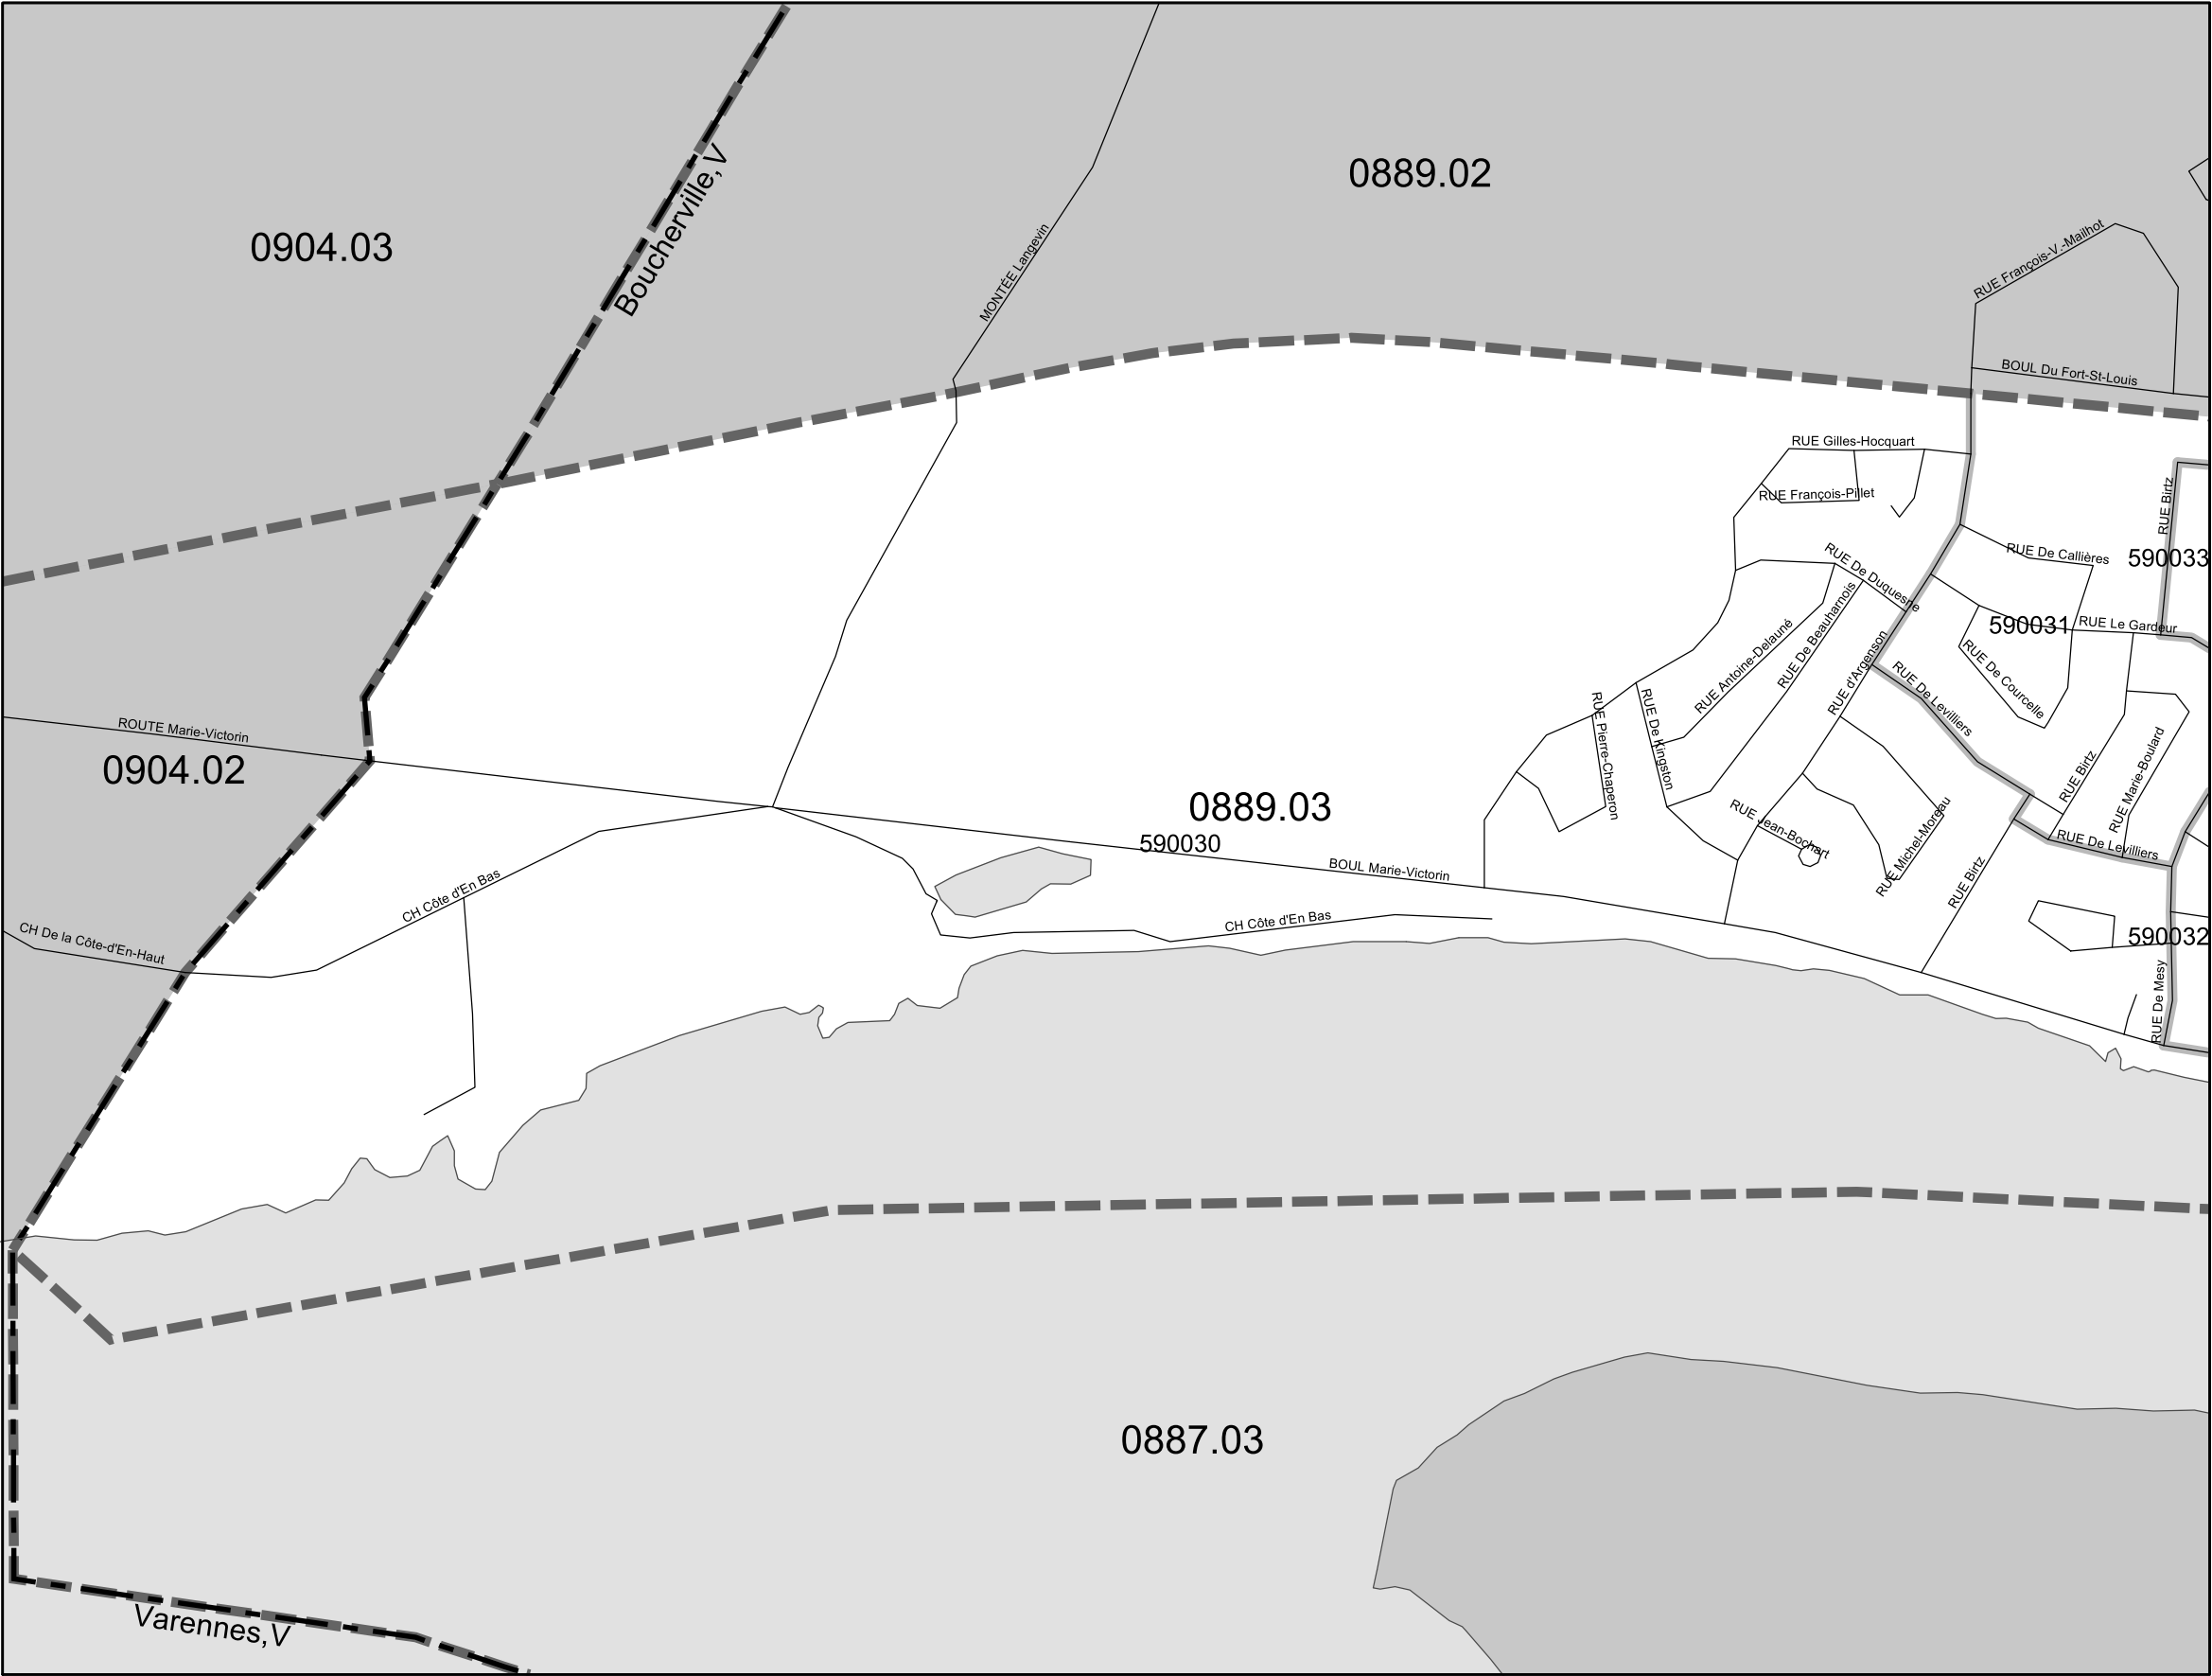 Boucherville,V
0889.02
0904.03
MONTÉE Langevin
RUE François-V.-Mailhot
BOUL Du Fort-St-Louis
RUE Gilles-Hocquart
RUE François-Pillet
RUE Birtz
RUE De Callières
590033
RUE De Duquesne
RUE De Beauharnois
590031
RUE Le Gardeur
RUE Antoine-Delauné
RUE d'Argenson
RUE De Courcelle
RUE De Levilliers
RUE De Kingston
RUE Pierre-Chaperon
ROUTE Marie-Victorin
0904.02
RUE Birtz
RUE Marie-Boulard
0889.03
590030
RUE Jean-Bochart
RUE Michel-Moreau
RUE De Levilliers
BOUL Marie-Victorin
RUE Birtz
CH Côte d'En Bas
CH Côte d'En Bas
CH De la Côte-d'En-Haut
590032
RUE De Mesy
0887.03
Varennes,V